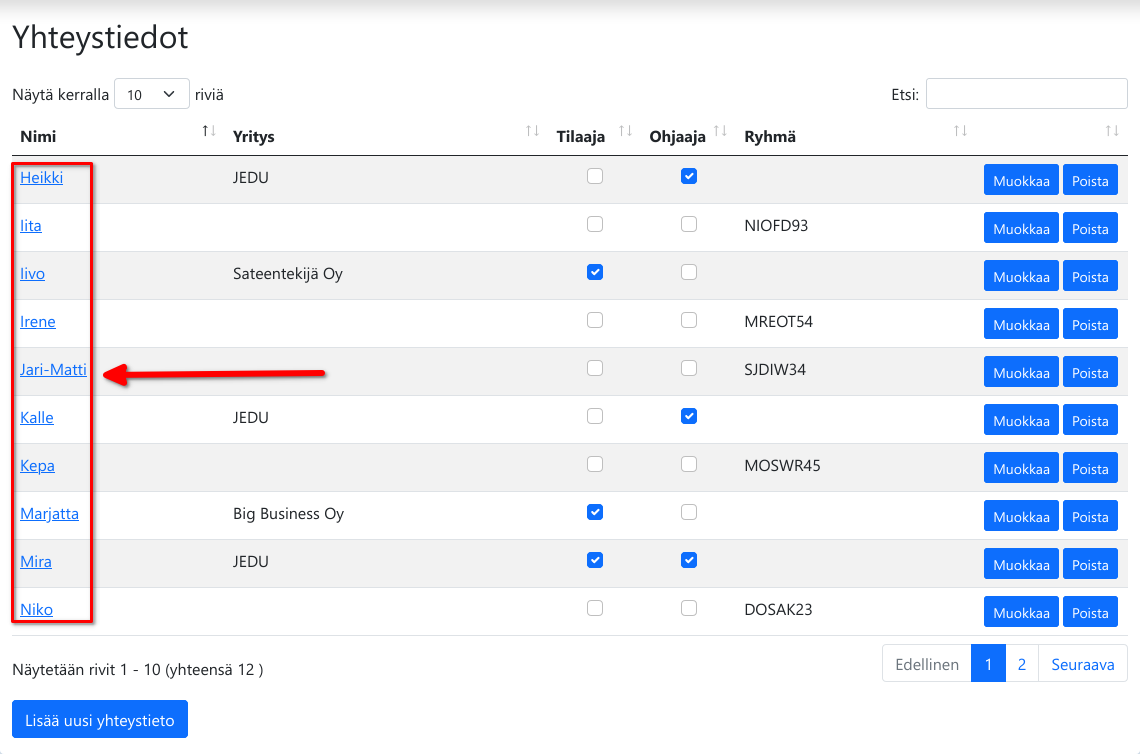 Yhteystiedot
Näytä kerralla 10 riviä Etsi:
Nimi Yritys Tilaaja Ohjaaja Ryhmä
Heikki JEDU Muokkaa Poista
Iita NIOFD93 Muokkaa Poista
Iivo Sateentekijä Oy Muokkaa Poista
Irene MREOT54 Muokkaa Poista
Jari-Matti SJDIW34 Muokkaa Poista
Kalle JEDU Muokkaa Poista
Kepa MOSWR45 Muokkaa Poista
Marjatta Big Business Oy Muokkaa Poista
Mira JEDU Muokkaa Poista
Niko DOSAK23 Muokkaa Poista
Näytetään rivit 1 - 10 (yhteensä 12 ) Edellinen 1 2 Seuraava
Lisää uusi yhteystieto